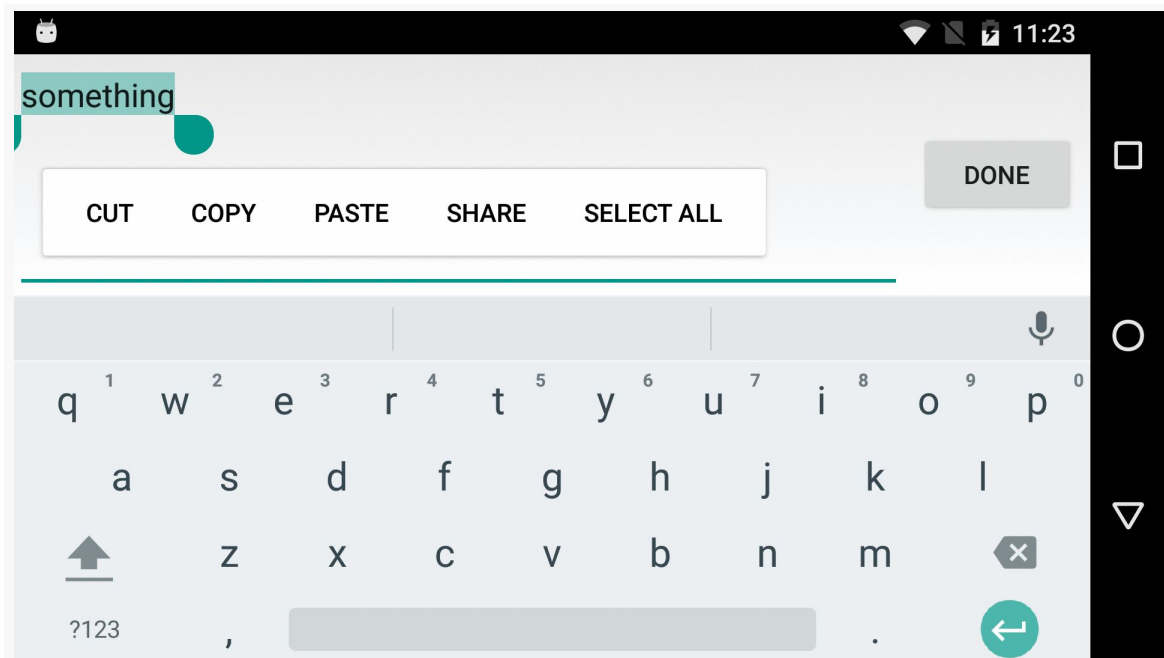 11:23
something
DONE
CUT COPY PASTE SHARE SELECT ALL
q 1 w 2 e 3 r 4 t 5 y 6 u 7 i 8 o 9 p 0
a s d f g h j k l
z x c v b n m
?123 , .